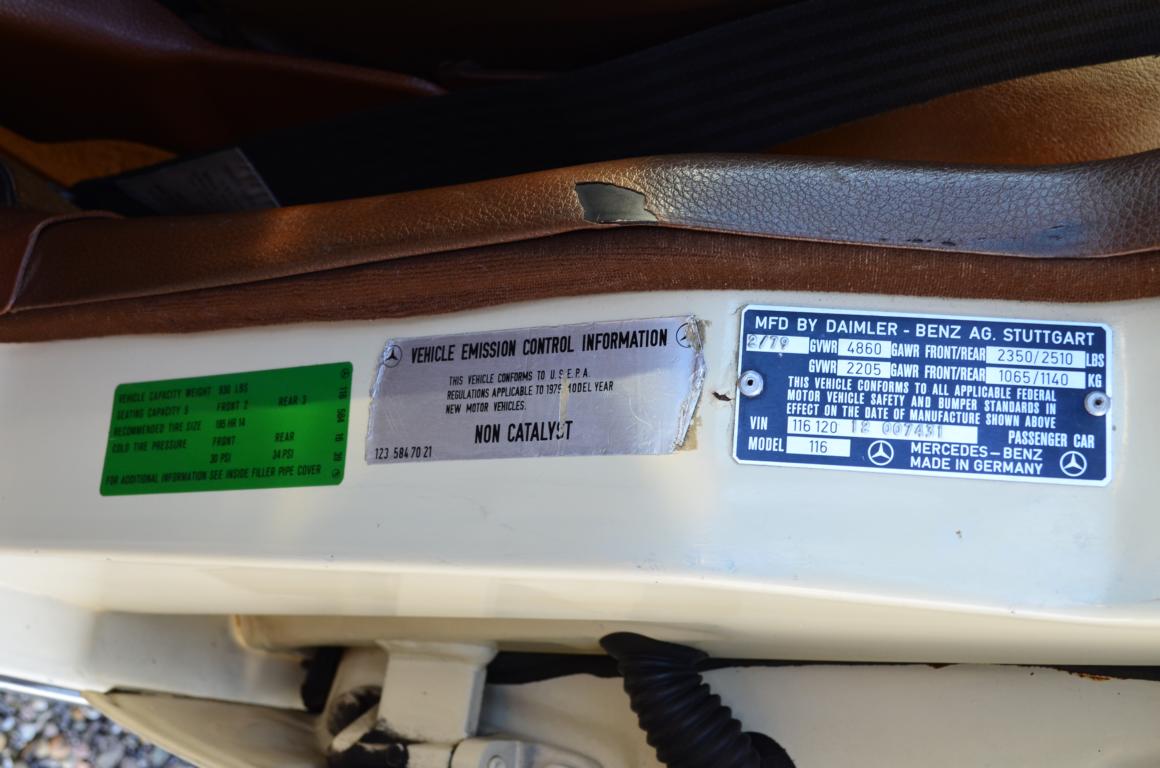 VEHICLE CAPACITY WEIGHT 930 LBS
SEATING CAPACITY 5 FRONT 2 REAR 3
RECOMMENDED TIRE SIZE 185 HR 14
COLD TIRE PRESSURE FRONT REAR
30 PSI 34 PSI
FOR ADDITIONAL INFORMATION SEE INSIDE FILLER PIPE COVER
116 584 16 39
VEHICLE EMISSION CONTROL INFORMATION
THIS VEHICLE CONFORMS TO U.S.E.P.A.
REGULATIONS APPLICABLE TO 1979 MODEL YEAR
NEW MOTOR VEHICLES.
NON CATALYST
123 584 70 21
MFD BY DAIMLER-BENZ AG. STUTTGART
2/79 GVWR 4860 GAWR FRONT/REAR 2350/2510 LBS
GVWR 2205 GAWR FRONT/REAR 1065/1140 KG
THIS VEHICLE CONFORMS TO ALL APPLICABLE FEDERAL
MOTOR VEHICLE SAFETY AND BUMPER STANDARDS IN
EFFECT ON THE DATE OF MANUFACTURE SHOWN ABOVE
VIN 116 120 12 007431 PASSENGER CAR
MODEL 116 MERCEDES-BENZ
MADE IN GERMANY